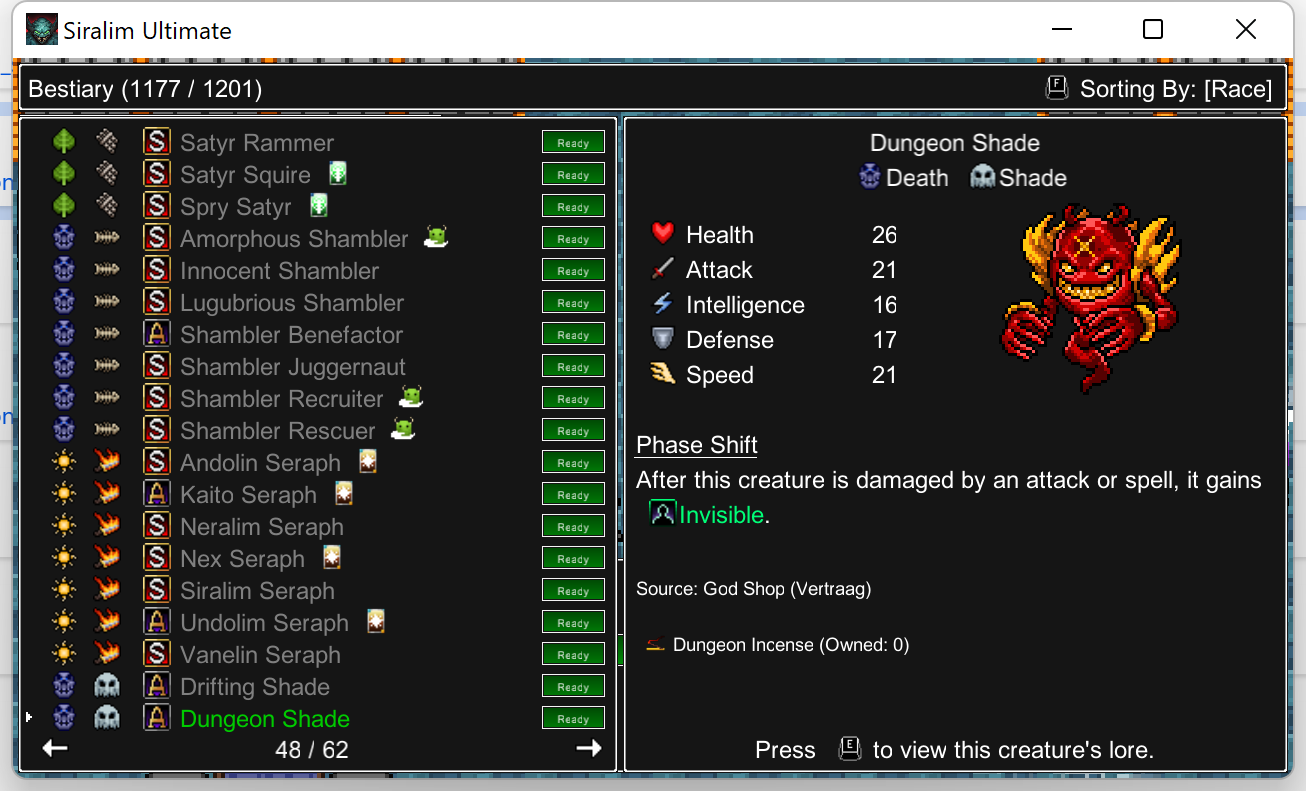 Siralim Ultimate
Bestiary (1177 / 1201)
F Sorting By: [Race]
S Satyr Rammer Ready
S Satyr Squire Ready
S Spry Satyr Ready
S Amorphous Shambler Ready
S Innocent Shambler Ready
S Lugubrious Shambler Ready
A Shambler Benefactor Ready
S Shambler Juggernaut Ready
S Shambler Recruiter Ready
S Shambler Rescuer Ready
S Andolin Seraph Ready
A Kaito Seraph Ready
S Neralim Seraph Ready
S Nex Seraph Ready
S Siralim Seraph Ready
A Undolim Seraph Ready
S Vanelin Seraph Ready
A Drifting Shade Ready
A Dungeon Shade Ready
48 / 62
Dungeon Shade
Death Shade
Health 26
Attack 21
Intelligence 16
Defense 17
Speed 21
Phase Shift
After this creature is damaged by an attack or spell, it gains
Invisible.
Source: God Shop (Vertraag)
Dungeon Incense (Owned: 0)
Press E to view this creature's lore.